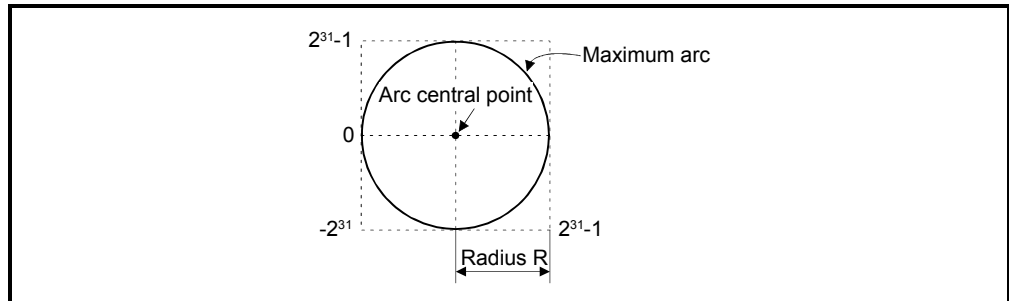 2³¹-1
Maximum arc
Arc central point
0
-2³¹
2³¹-1
Radius R